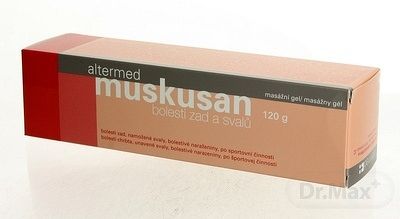 altermed
muskusan
bolesti zad a svalů
masážní gel/ masážny gél
120 g
bolesti zad, namožené svaly, bolestivé naraženiny, po sportovní činnosti
bolesti chrbta, unavené svaly, bolestivé narazeniny, po športovej činnosti
Dr.Max+